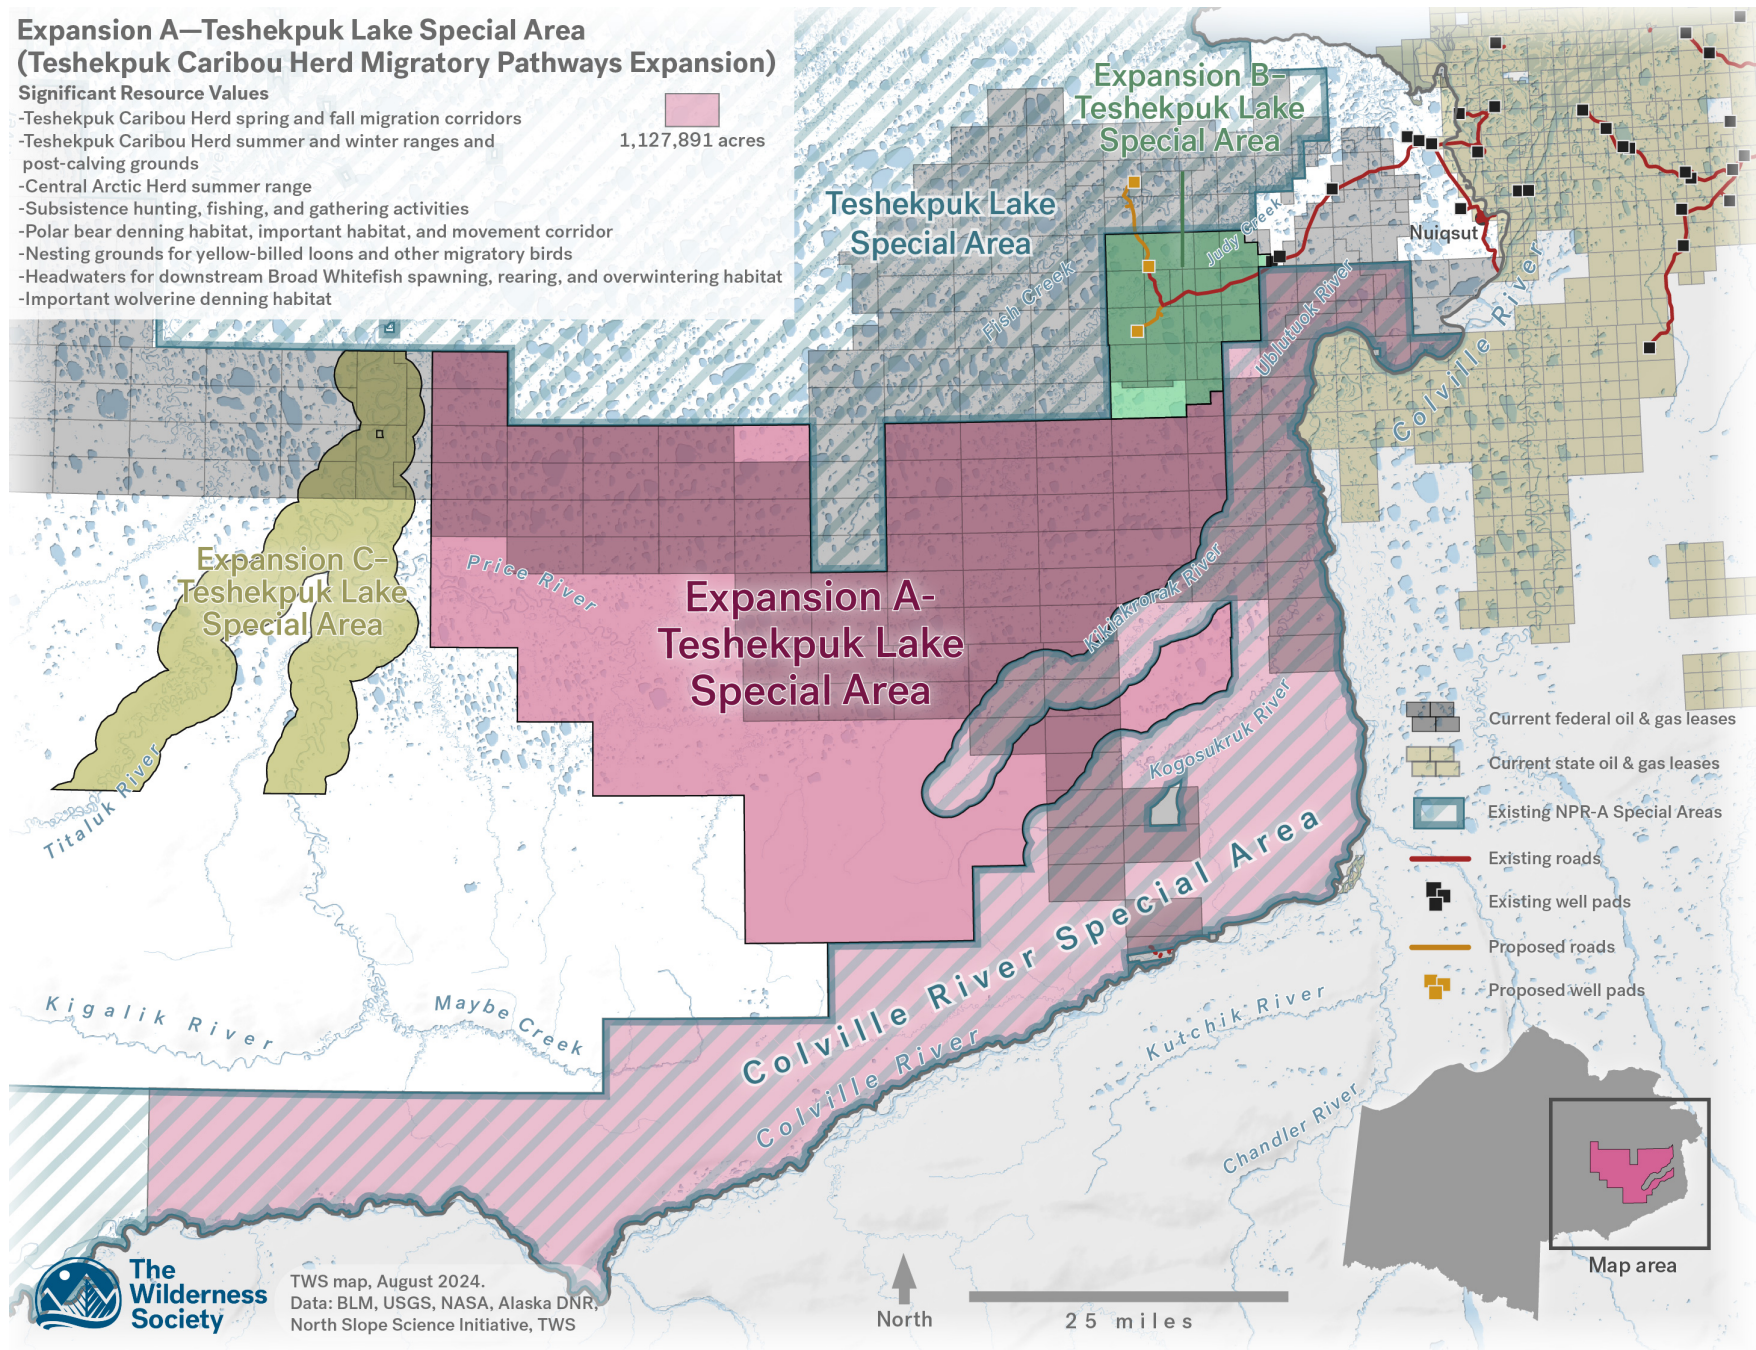 Expansion A—Teshekpuk Lake Special Area
(Teshekpuk Caribou Herd Migratory Pathways Expansion)
Significant Resource Values
-Teshekpuk Caribou Herd spring and fall migration corridors
-Teshekpuk Caribou Herd summer and winter ranges and
post-calving grounds
-Central Arctic Herd summer range
-Subsistence hunting, fishing, and gathering activities
-Polar bear denning habitat, important habitat, and movement corridor
-Nesting grounds for yellow-billed loons and other migratory birds
-Headwaters for downstream Broad Whitefish spawning, rearing, and overwintering habitat
-Important wolverine denning habitat
1,127,891 acres
Expansion B–
Teshekpuk Lake
Special Area
Teshekpuk Lake
Special Area
Judy Creek
Fish Creek
Nuiqsut
Ublutuok River
Colville River
Expansion C–
Teshekpuk Lake
Special Area
Price River
Expansion A-
Teshekpuk Lake
Special Area
Kikiakrorak River
Kogosukruk River
Titaluk River
Kigalik River
Maybe Creek
Colville River Special Area
Colville River
Kutchik River
Chandler River
Current federal oil & gas leases
Current state oil & gas leases
Existing NPR-A Special Areas
Existing roads
Existing well pads
Proposed roads
Proposed well pads
Map area
The
Wilderness
Society
TWS map, August 2024.
Data: BLM, USGS, NASA, Alaska DNR,
North Slope Science Initiative, TWS
North
25 miles